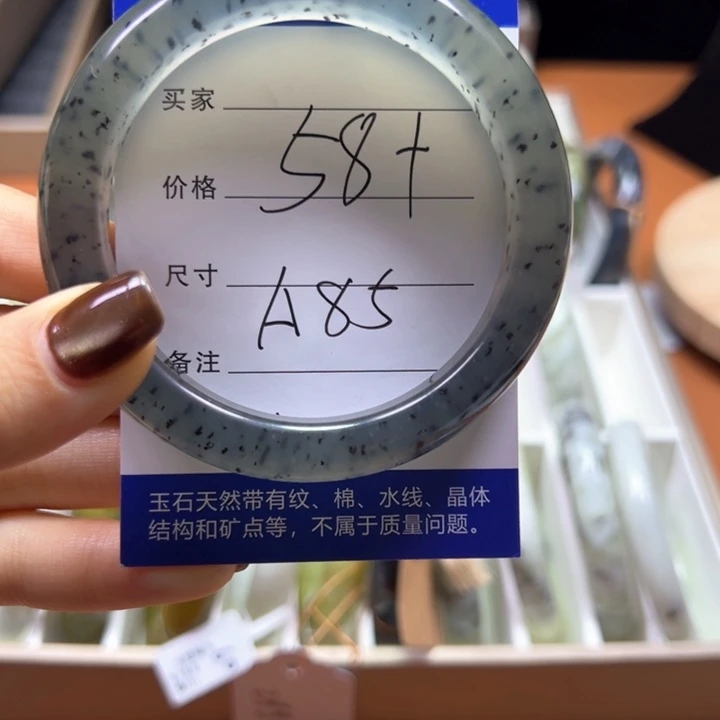 买家
58+
价格
尺寸
A85
备注
玉石天然带有纹、棉、水线、晶体
结构和矿点等，不属于质量问题。